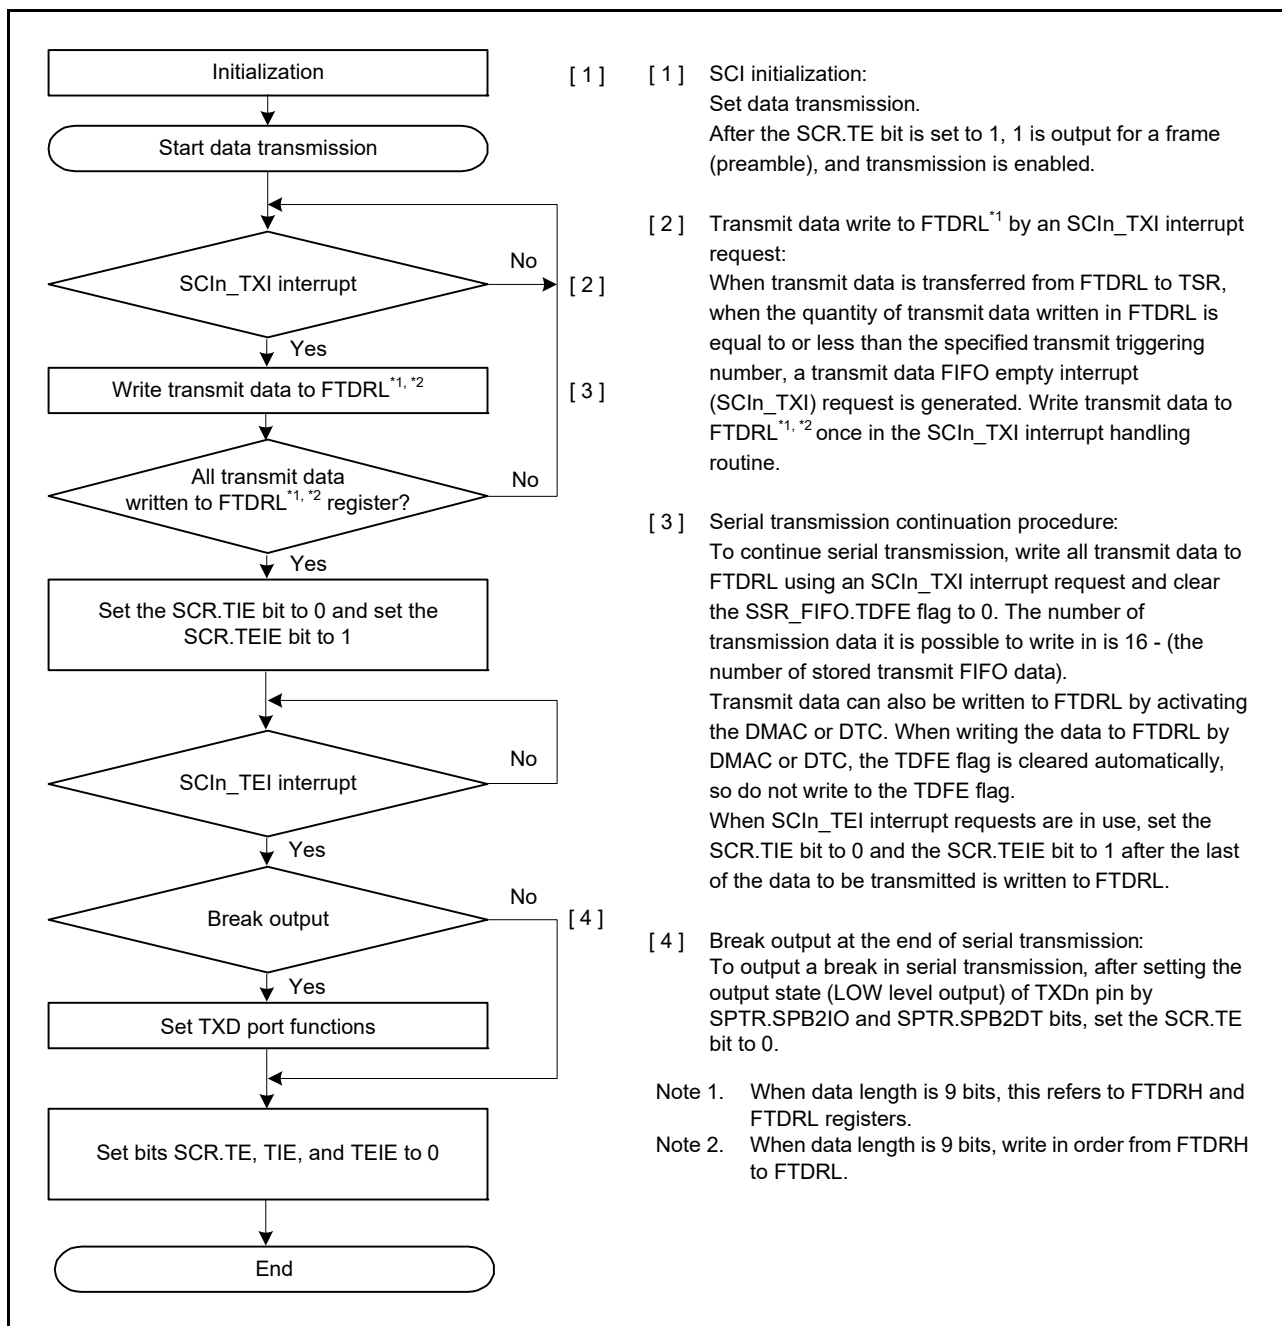 Initialization
[ 1 ]
Start data transmission
SCIn_TXI interrupt
No
[ 2 ]
Yes
Write transmit data to FTDRL*1, *2
[ 3 ]
All transmit data
written to FTDRL*1, *2 register?
No
Yes
Set the SCR.TIE bit to 0 and set the
SCR.TEIE bit to 1
SCIn_TEI interrupt
No
Yes
Break output
No
[ 4 ]
Yes
Set TXD port functions
Set bits SCR.TE, TIE, and TEIE to 0
End
[ 1 ] SCI initialization:
Set data transmission.
After the SCR.TE bit is set to 1, 1 is output for a frame
(preamble), and transmission is enabled.
[ 2 ] Transmit data write to FTDRL*1 by an SCIn_TXI interrupt
request:
When transmit data is transferred from FTDRL to TSR,
when the quantity of transmit data written in FTDRL is
equal to or less than the specified transmit triggering
number, a transmit data FIFO empty interrupt
(SCIn_TXI) request is generated. Write transmit data to
FTDRL*1, *2 once in the SCIn_TXI interrupt handling
routine.
[ 3 ] Serial transmission continuation procedure:
To continue serial transmission, write all transmit data to
FTDRL using an SCIn_TXI interrupt request and clear
the SSR_FIFO.TDFE flag to 0. The number of
transmission data it is possible to write in is 16 - (the
number of stored transmit FIFO data).
Transmit data can also be written to FTDRL by activating
the DMAC or DTC. When writing the data to FTDRL by
DMAC or DTC, the TDFE flag is cleared automatically,
so do not write to the TDFE flag.
When SCIn_TEI interrupt requests are in use, set the
SCR.TIE bit to 0 and the SCR.TEIE bit to 1 after the last
of the data to be transmitted is written to FTDRL.
[ 4 ] Break output at the end of serial transmission:
To output a break in serial transmission, after setting the
output state (LOW level output) of TXDn pin by
SPTR.SPB2IO and SPTR.SPB2DT bits, set the SCR.TE
bit to 0.
Note 1. When data length is 9 bits, this refers to FTDRH and
FTDRL registers.
Note 2. When data length is 9 bits, write in order from FTDRH
to FTDRL.